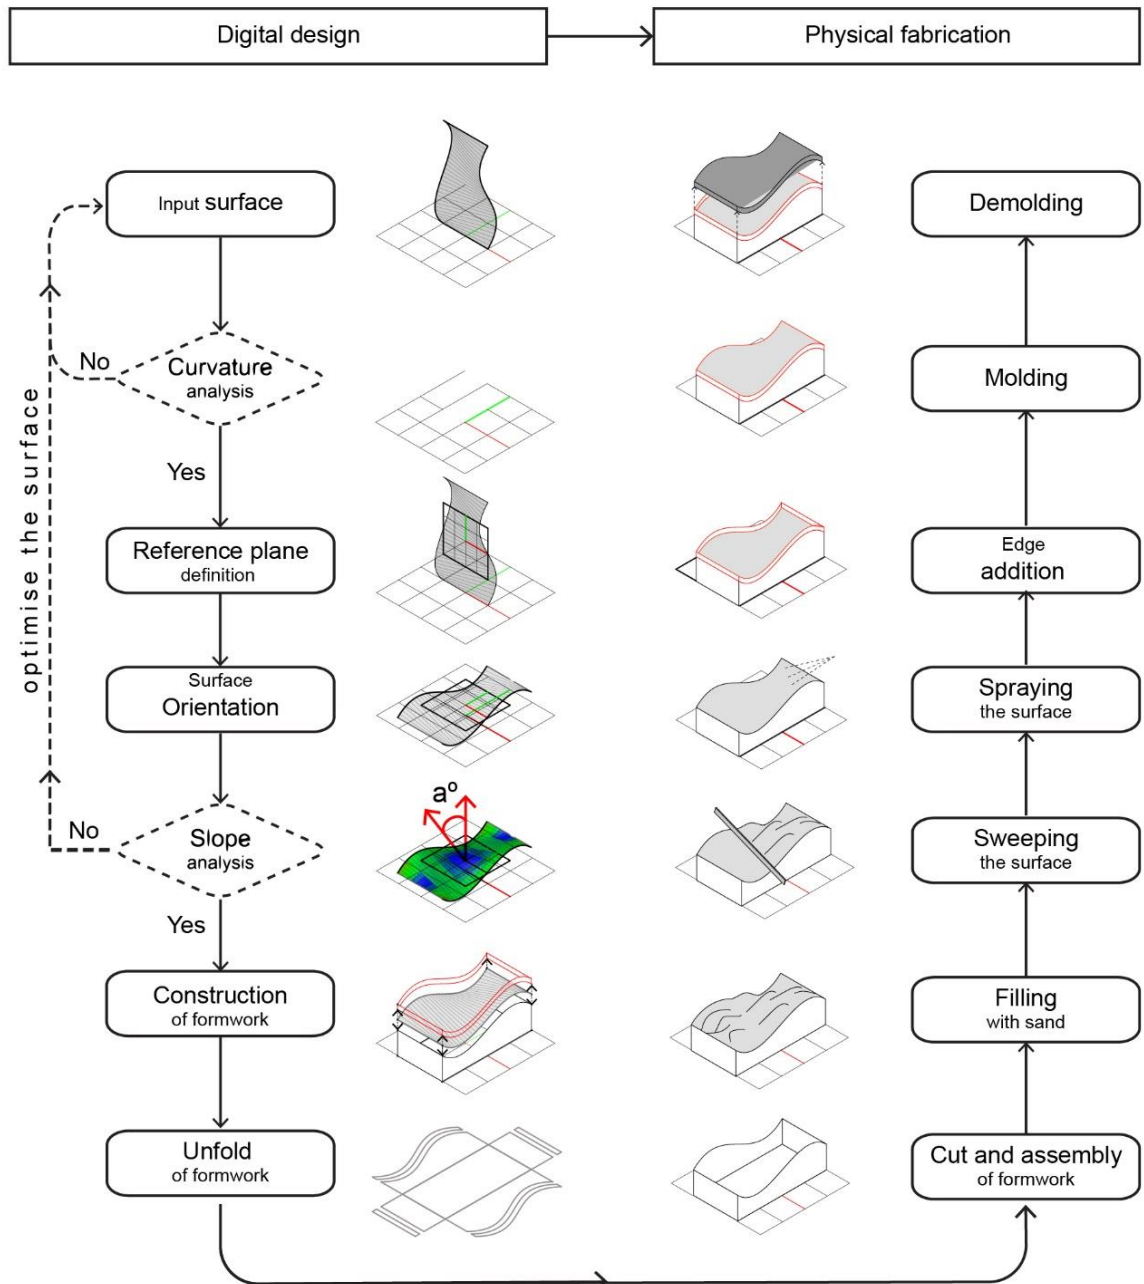 Digital design
Physical fabrication
Input surface
Demolding
No
Curvature
analysis
Molding
Yes
optimise the surface
Reference plane
definition
Edge
addition
Surface
Orientation
Spraying
the surface
aº
No
Slope
analysis
Sweeping
the surface
Yes
Construction
of formwork
Filling
with sand
Unfold
of formwork
Cut and assembly
of formwork